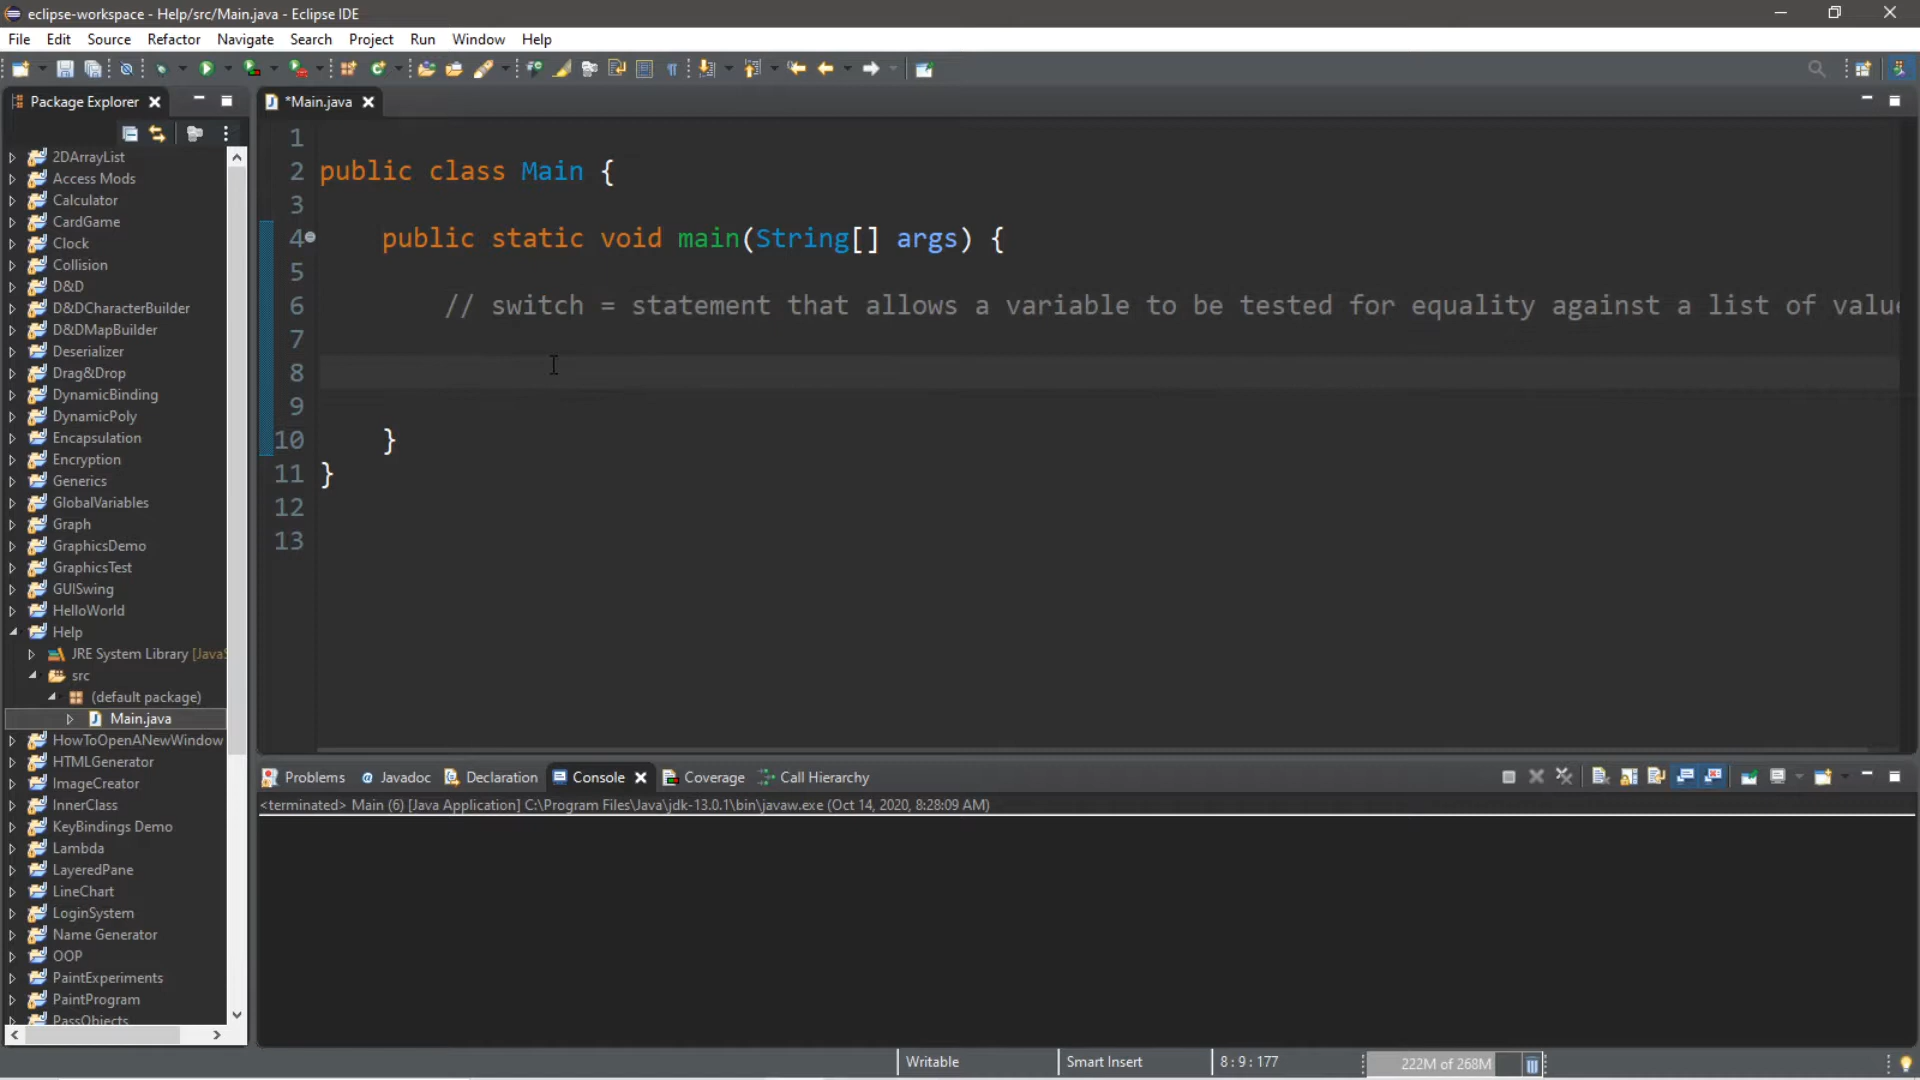 eclipse-workspace - Help/src/Main.java - Eclipse IDE
File Edit Source Refactor Navigate Search Project Run Window Help
Package Explorer
*Main.java
2DArrayList
Access Mods
Calculator
CardGame
Clock
Collision
D&D
D&DCharacterBuilder
D&DMapBuilder
Deserializer
Drag&Drop
DynamicBinding
DynamicPoly
Encapsulation
Encryption
Generics
GlobalVariables
Graph
GraphicsDemo
GraphicsTest
GUISwing
HelloWorld
Help
JRE System Library [JavaS
src
(default package)
Main.java
HowToOpenANewWindow
HTMLGenerator
ImageCreator
InnerClass
KeyBindings Demo
Lambda
LayeredPane
LineChart
LoginSystem
Name Generator
OOP
PaintExperiments
PaintProgram
PassObjects
1
2 public class Main {
3
4 public static void main(String[] args) {
5
6 // switch = statement that allows a variable to be tested for equality against a list of value
7
8
9
10 }
11 }
12
13
Problems Javadoc Declaration Console Coverage Call Hierarchy
<terminated> Main (6) [Java Application] C:\Program Files\Java\jdk-13.0.1\bin\javaw.exe (Oct 14, 2020, 8:28:09 AM)
Writable Smart Insert 8 : 9 : 177 222M of 268M